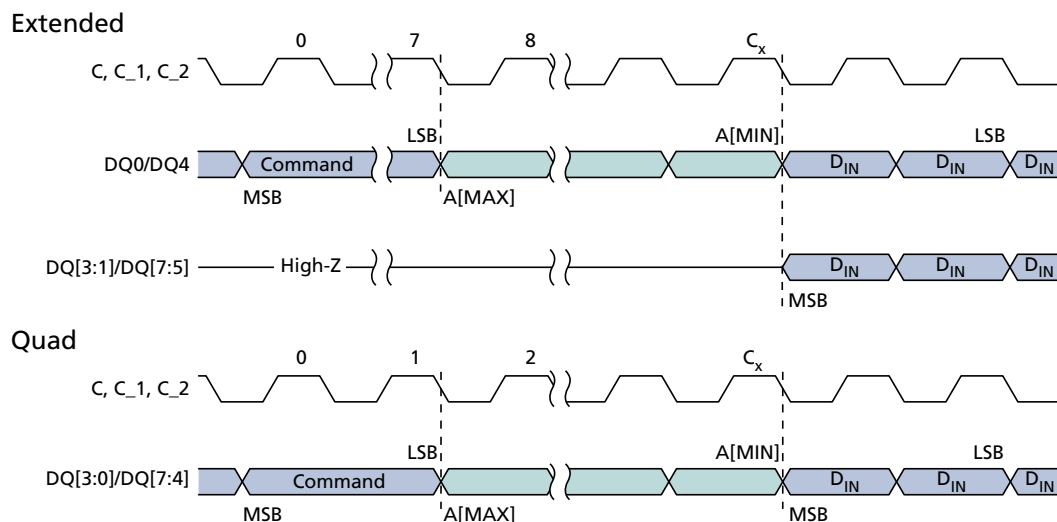 Extended
0 7 8 Cx
C, C_1, C_2
LSB A[MIN] LSB
DQ0/DQ4 Command DIN DIN DIN
MSB A[MAX]
DQ[3:1]/DQ[7:5] High-Z DIN DIN DIN
MSB
Quad
0 1 2 Cx
C, C_1, C_2
LSB A[MIN] LSB
DQ[3:0]/DQ[7:4] Command DIN DIN DIN
MSB A[MAX] MSB